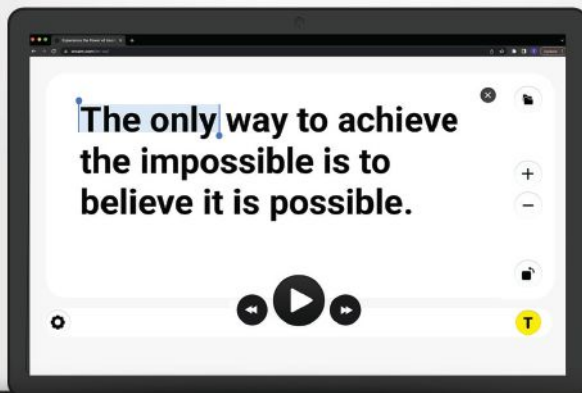 The only way to achieve
the impossible is to
believe it is possible.
T